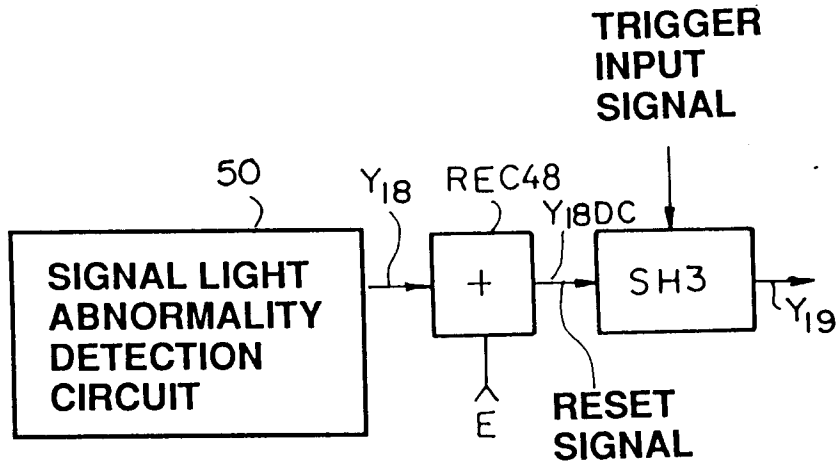 TRIGGER
INPUT
SIGNAL
50
Y18
REC48
Y18DC
SIGNAL LIGHT
ABNORMALITY
DETECTION
CIRCUIT
+
SH3
Y19
E
RESET
SIGNAL